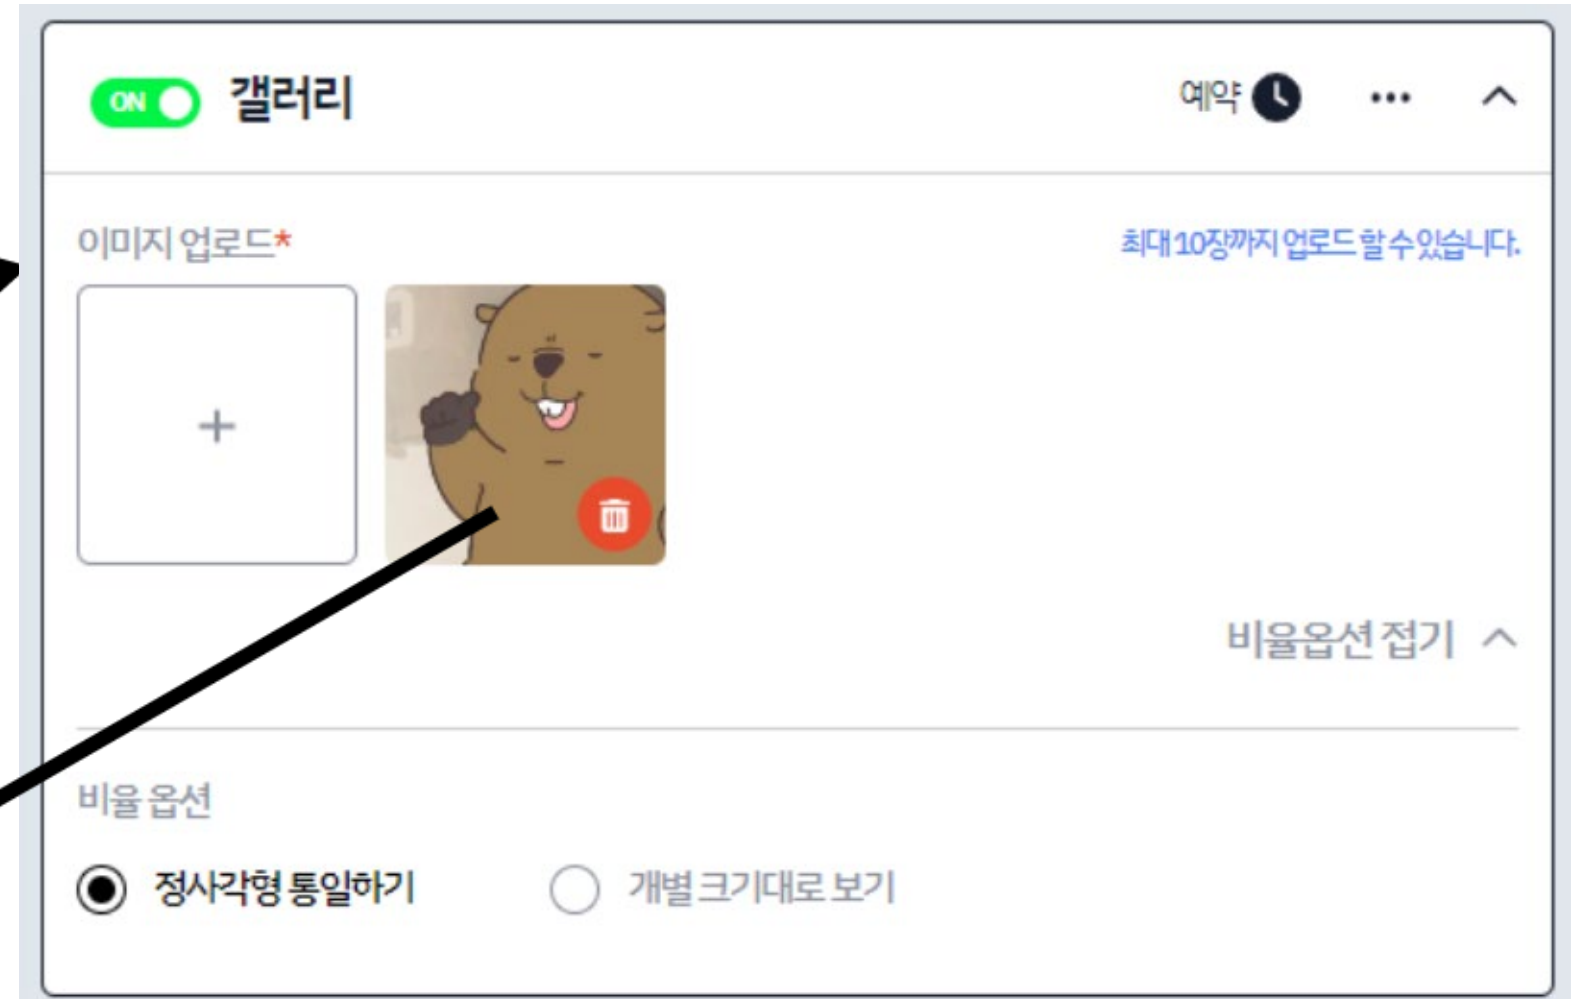 ON 갤러리 예약
이미지 업로드* 최대 10장까지 업로드 할 수 있습니다.
비율옵션 접기
비율 옵션
정사각형 통일하기 개별 크기대로 보기